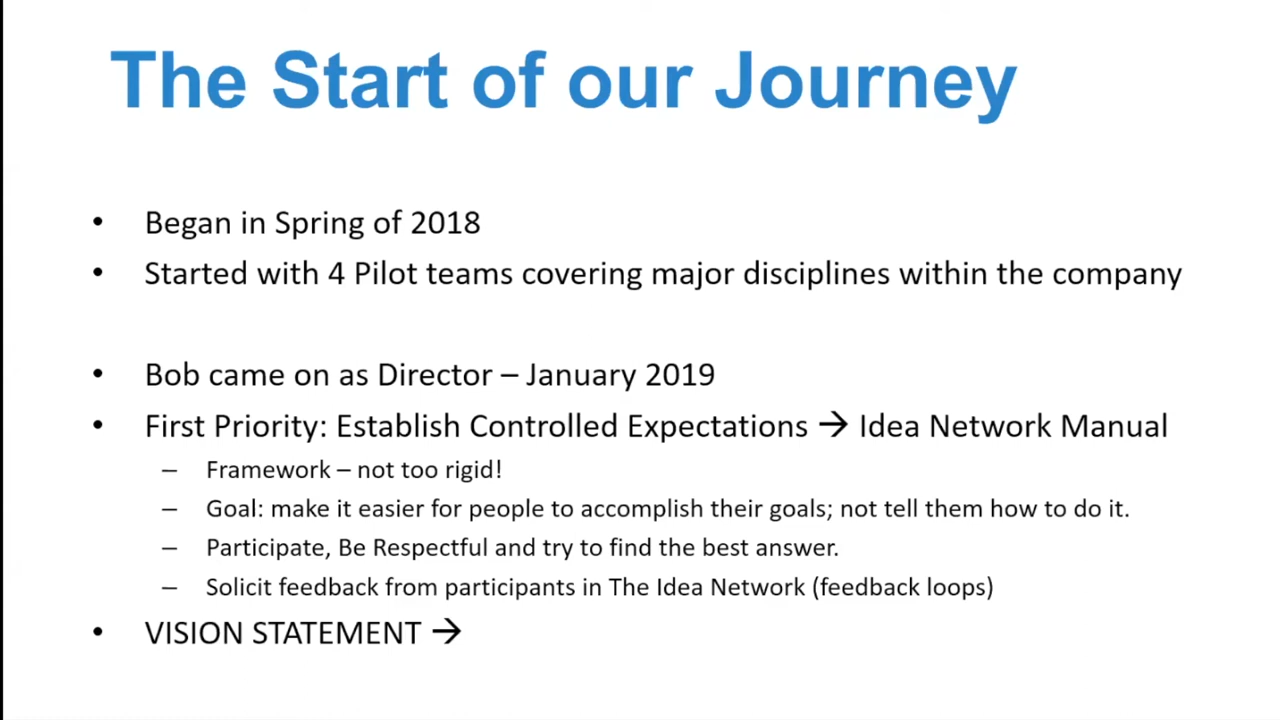 The Start of our Journey
• Began in Spring of 2018
• Started with 4 Pilot teams covering major disciplines within the company
• Bob came on as Director – January 2019
• First Priority: Establish Controlled Expectations → Idea Network Manual
– Framework – not too rigid!
– Goal: make it easier for people to accomplish their goals; not tell them how to do it.
– Participate, Be Respectful and try to find the best answer.
– Solicit feedback from participants in The Idea Network (feedback loops)
• VISION STATEMENT →